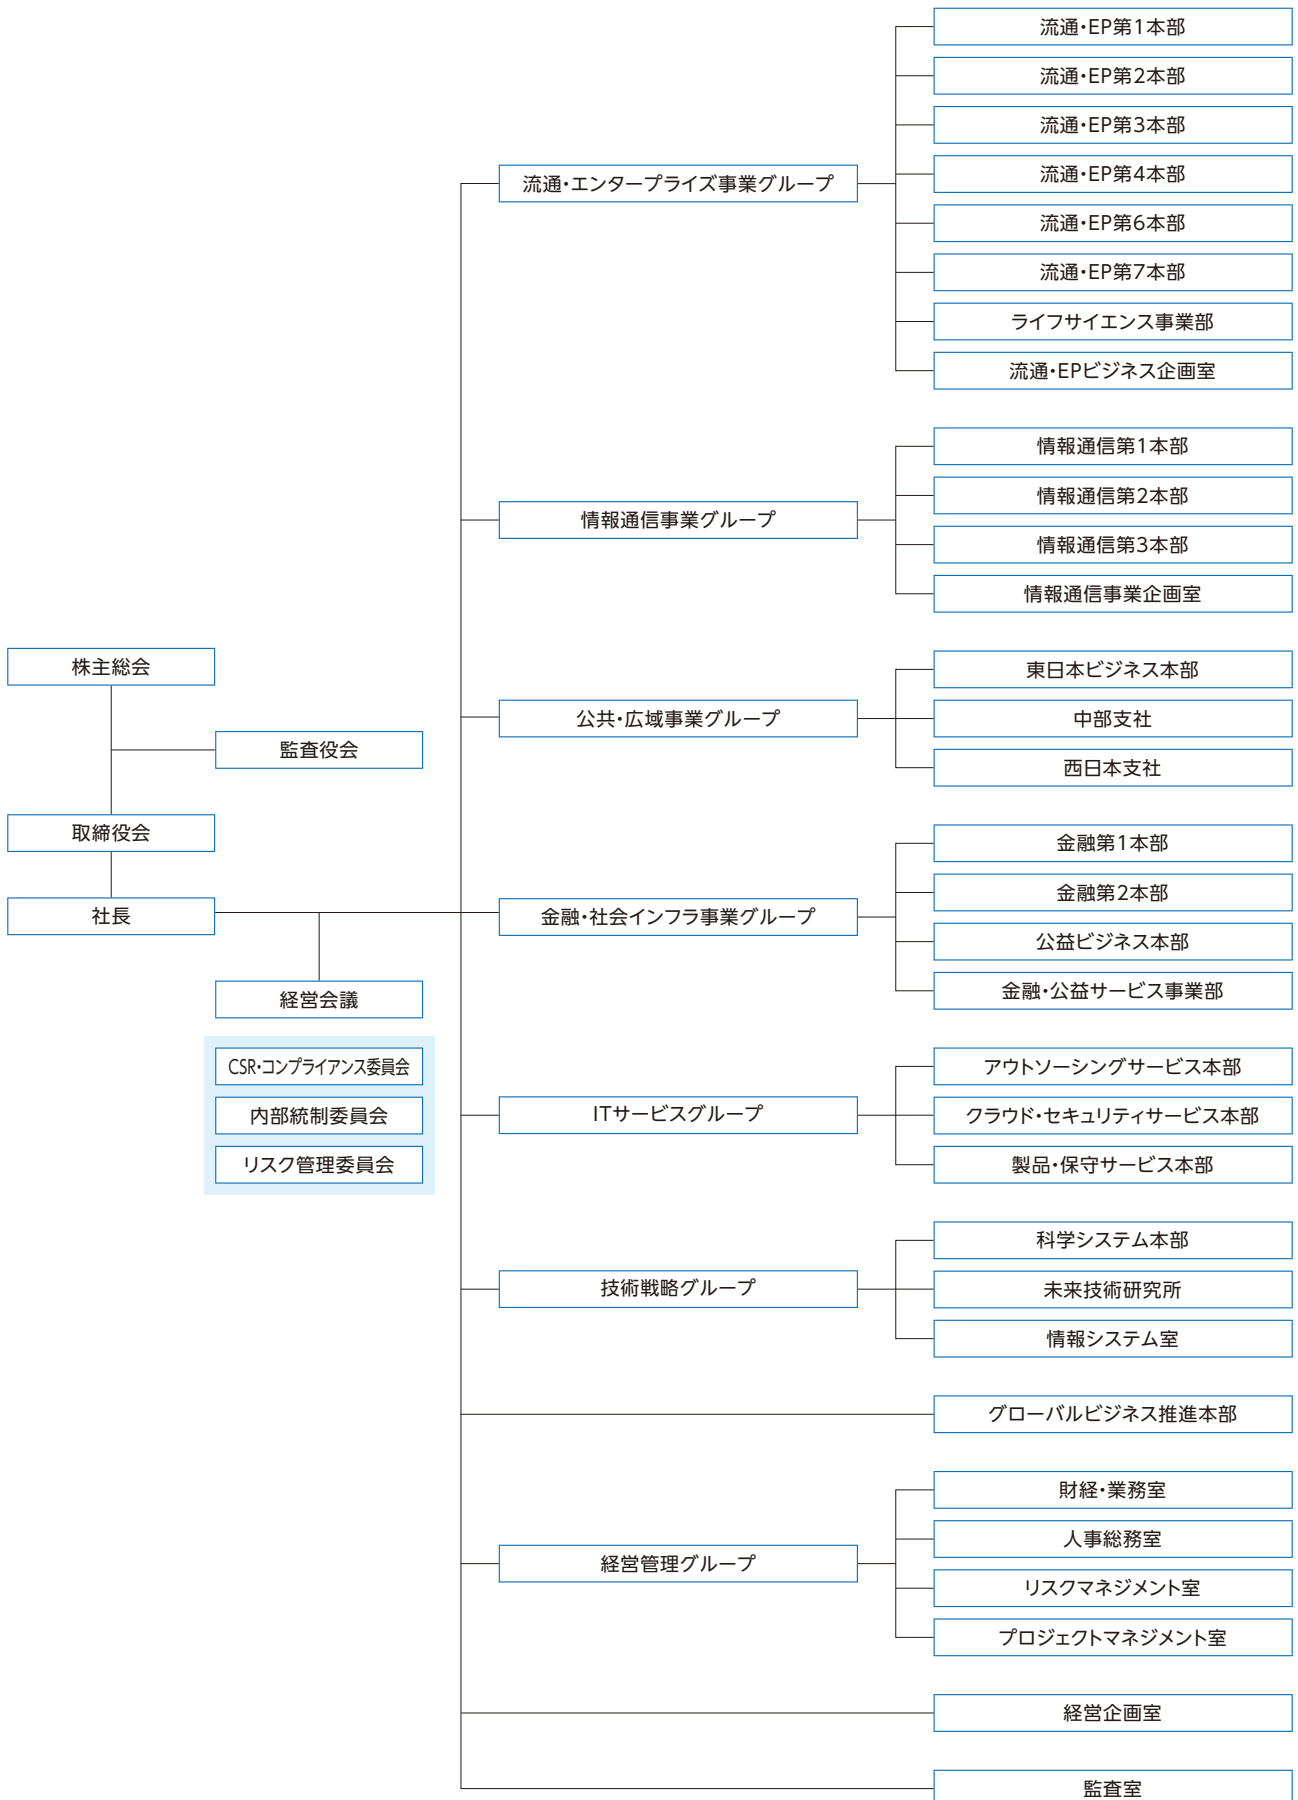 株主総会
監査役会
取締役会
社長
経営会議
CSR・コンプライアンス委員会
内部統制委員会
リスク管理委員会
流通・エンタープライズ事業グループ
流通・EP第1本部
流通・EP第2本部
流通・EP第3本部
流通・EP第4本部
流通・EP第6本部
流通・EP第7本部
ライフサイエンス事業部
流通・EPビジネス企画室
情報通信事業グループ
情報通信第1本部
情報通信第2本部
情報通信第3本部
情報通信事業企画室
公共・広域事業グループ
東日本ビジネス本部
中部支社
西日本支社
金融・社会インフラ事業グループ
金融第1本部
金融第2本部
公益ビジネス本部
金融・公益サービス事業部
ITサービスグループ
アウトソーシングサービス本部
クラウド・セキュリティサービス本部
製品・保守サービス本部
技術戦略グループ
科学システム本部
未来技術研究所
情報システム室
グローバルビジネス推進本部
経営管理グループ
財経・業務室
人事総務室
リスクマネジメント室
プロジェクトマネジメント室
経営企画室
監査室